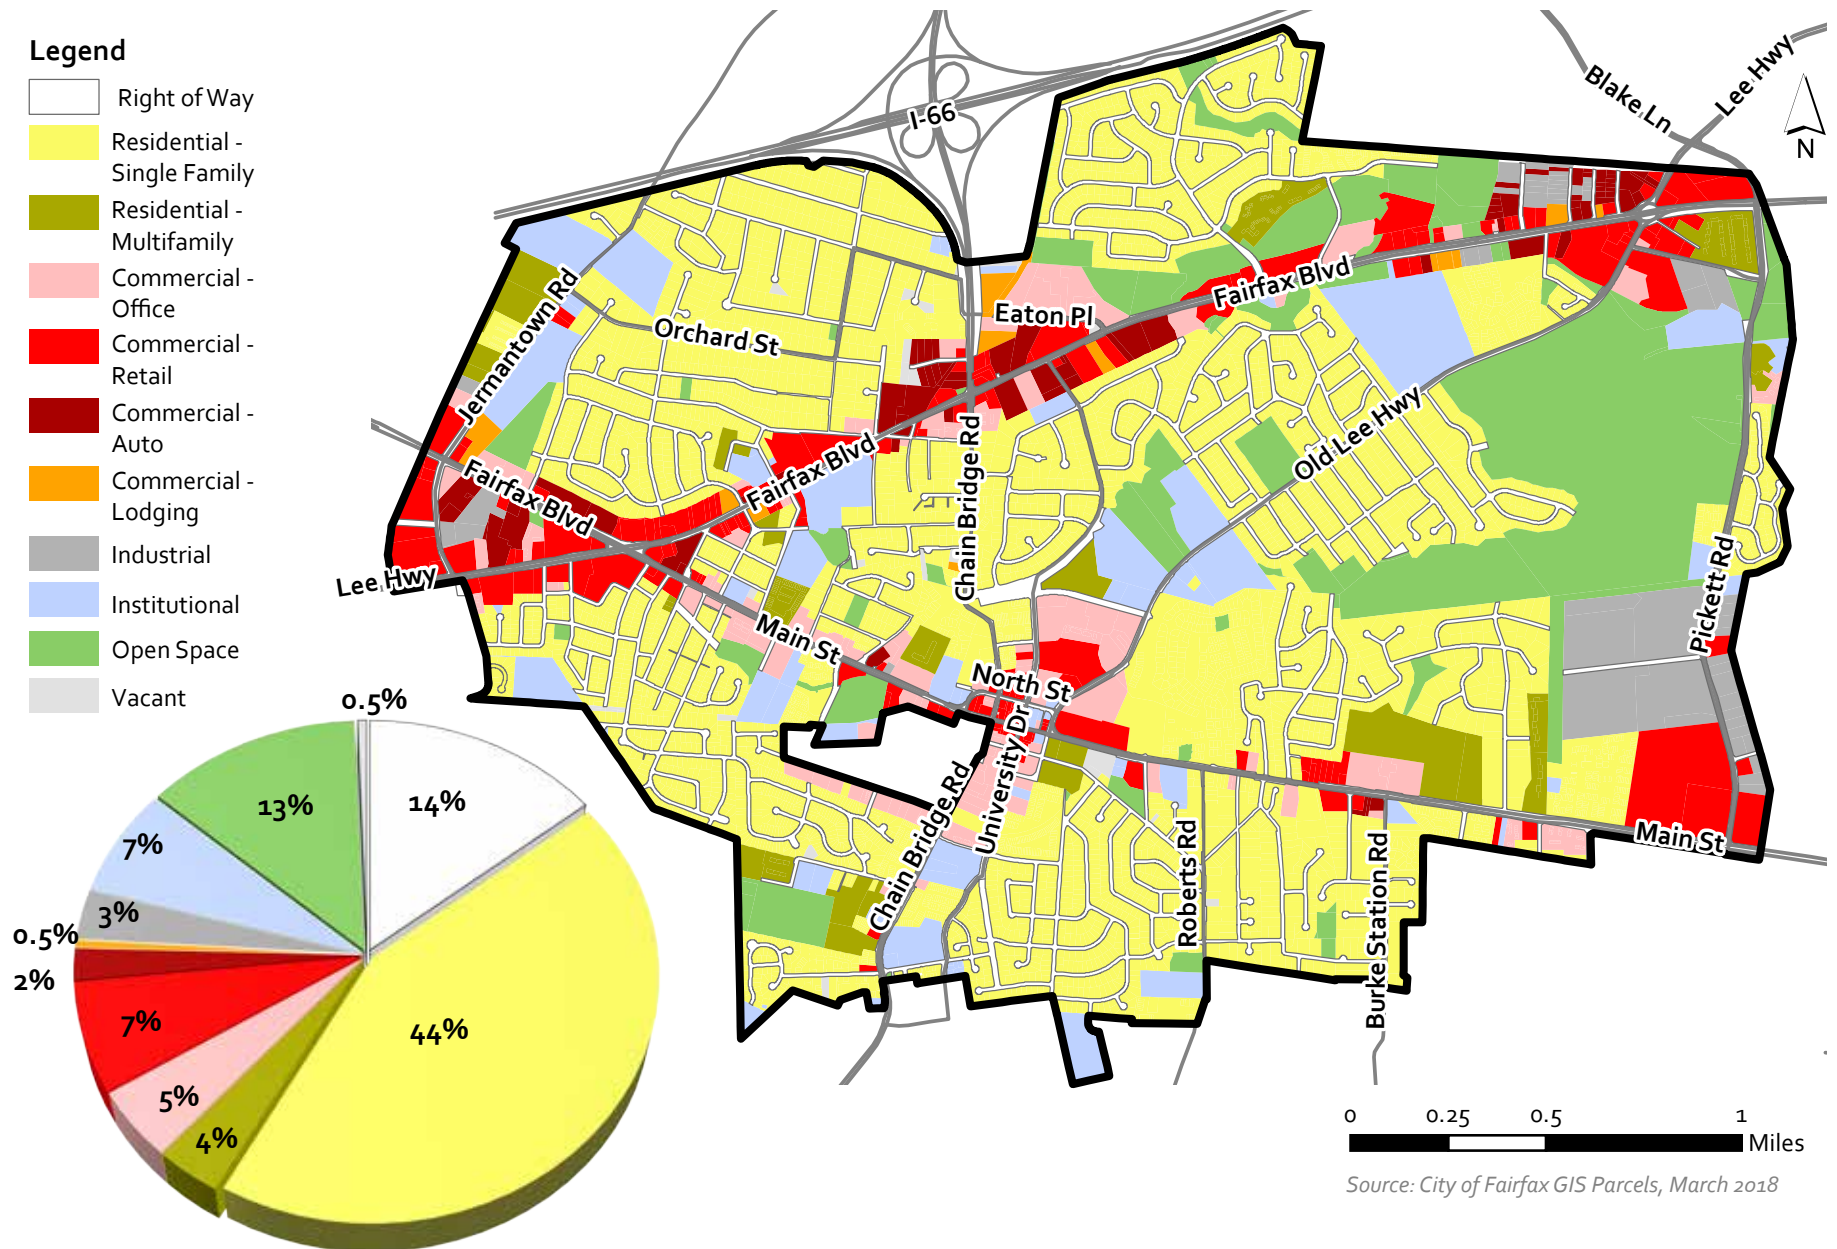 Legend
Right of Way
Residential -
Single Family
Residential -
Multifamily
Commercial -
Office
Commercial -
Retail
Commercial -
Auto
Commercial -
Lodging
Industrial
Institutional
Open Space
Vacant
I-66
Blake Ln
Lee Hwy
N
Jermantown Rd
Orchard St
Eaton Pl
Fairfax Blvd
Fairfax Blvd
Fairfax Blvd
Chain Bridge Rd
Old Lee Hwy
Lee Hwy
Main St
North St
University Dr
Chain Bridge Rd
Roberts Rd
Burke Station Rd
Pickett Rd
Main St
0.5%
14%
13%
7%
3%
0.5%
2%
7%
5%
4%
44%
0 0.25 0.5 1
Miles
Source: City of Fairfax GIS Parcels, March 2018